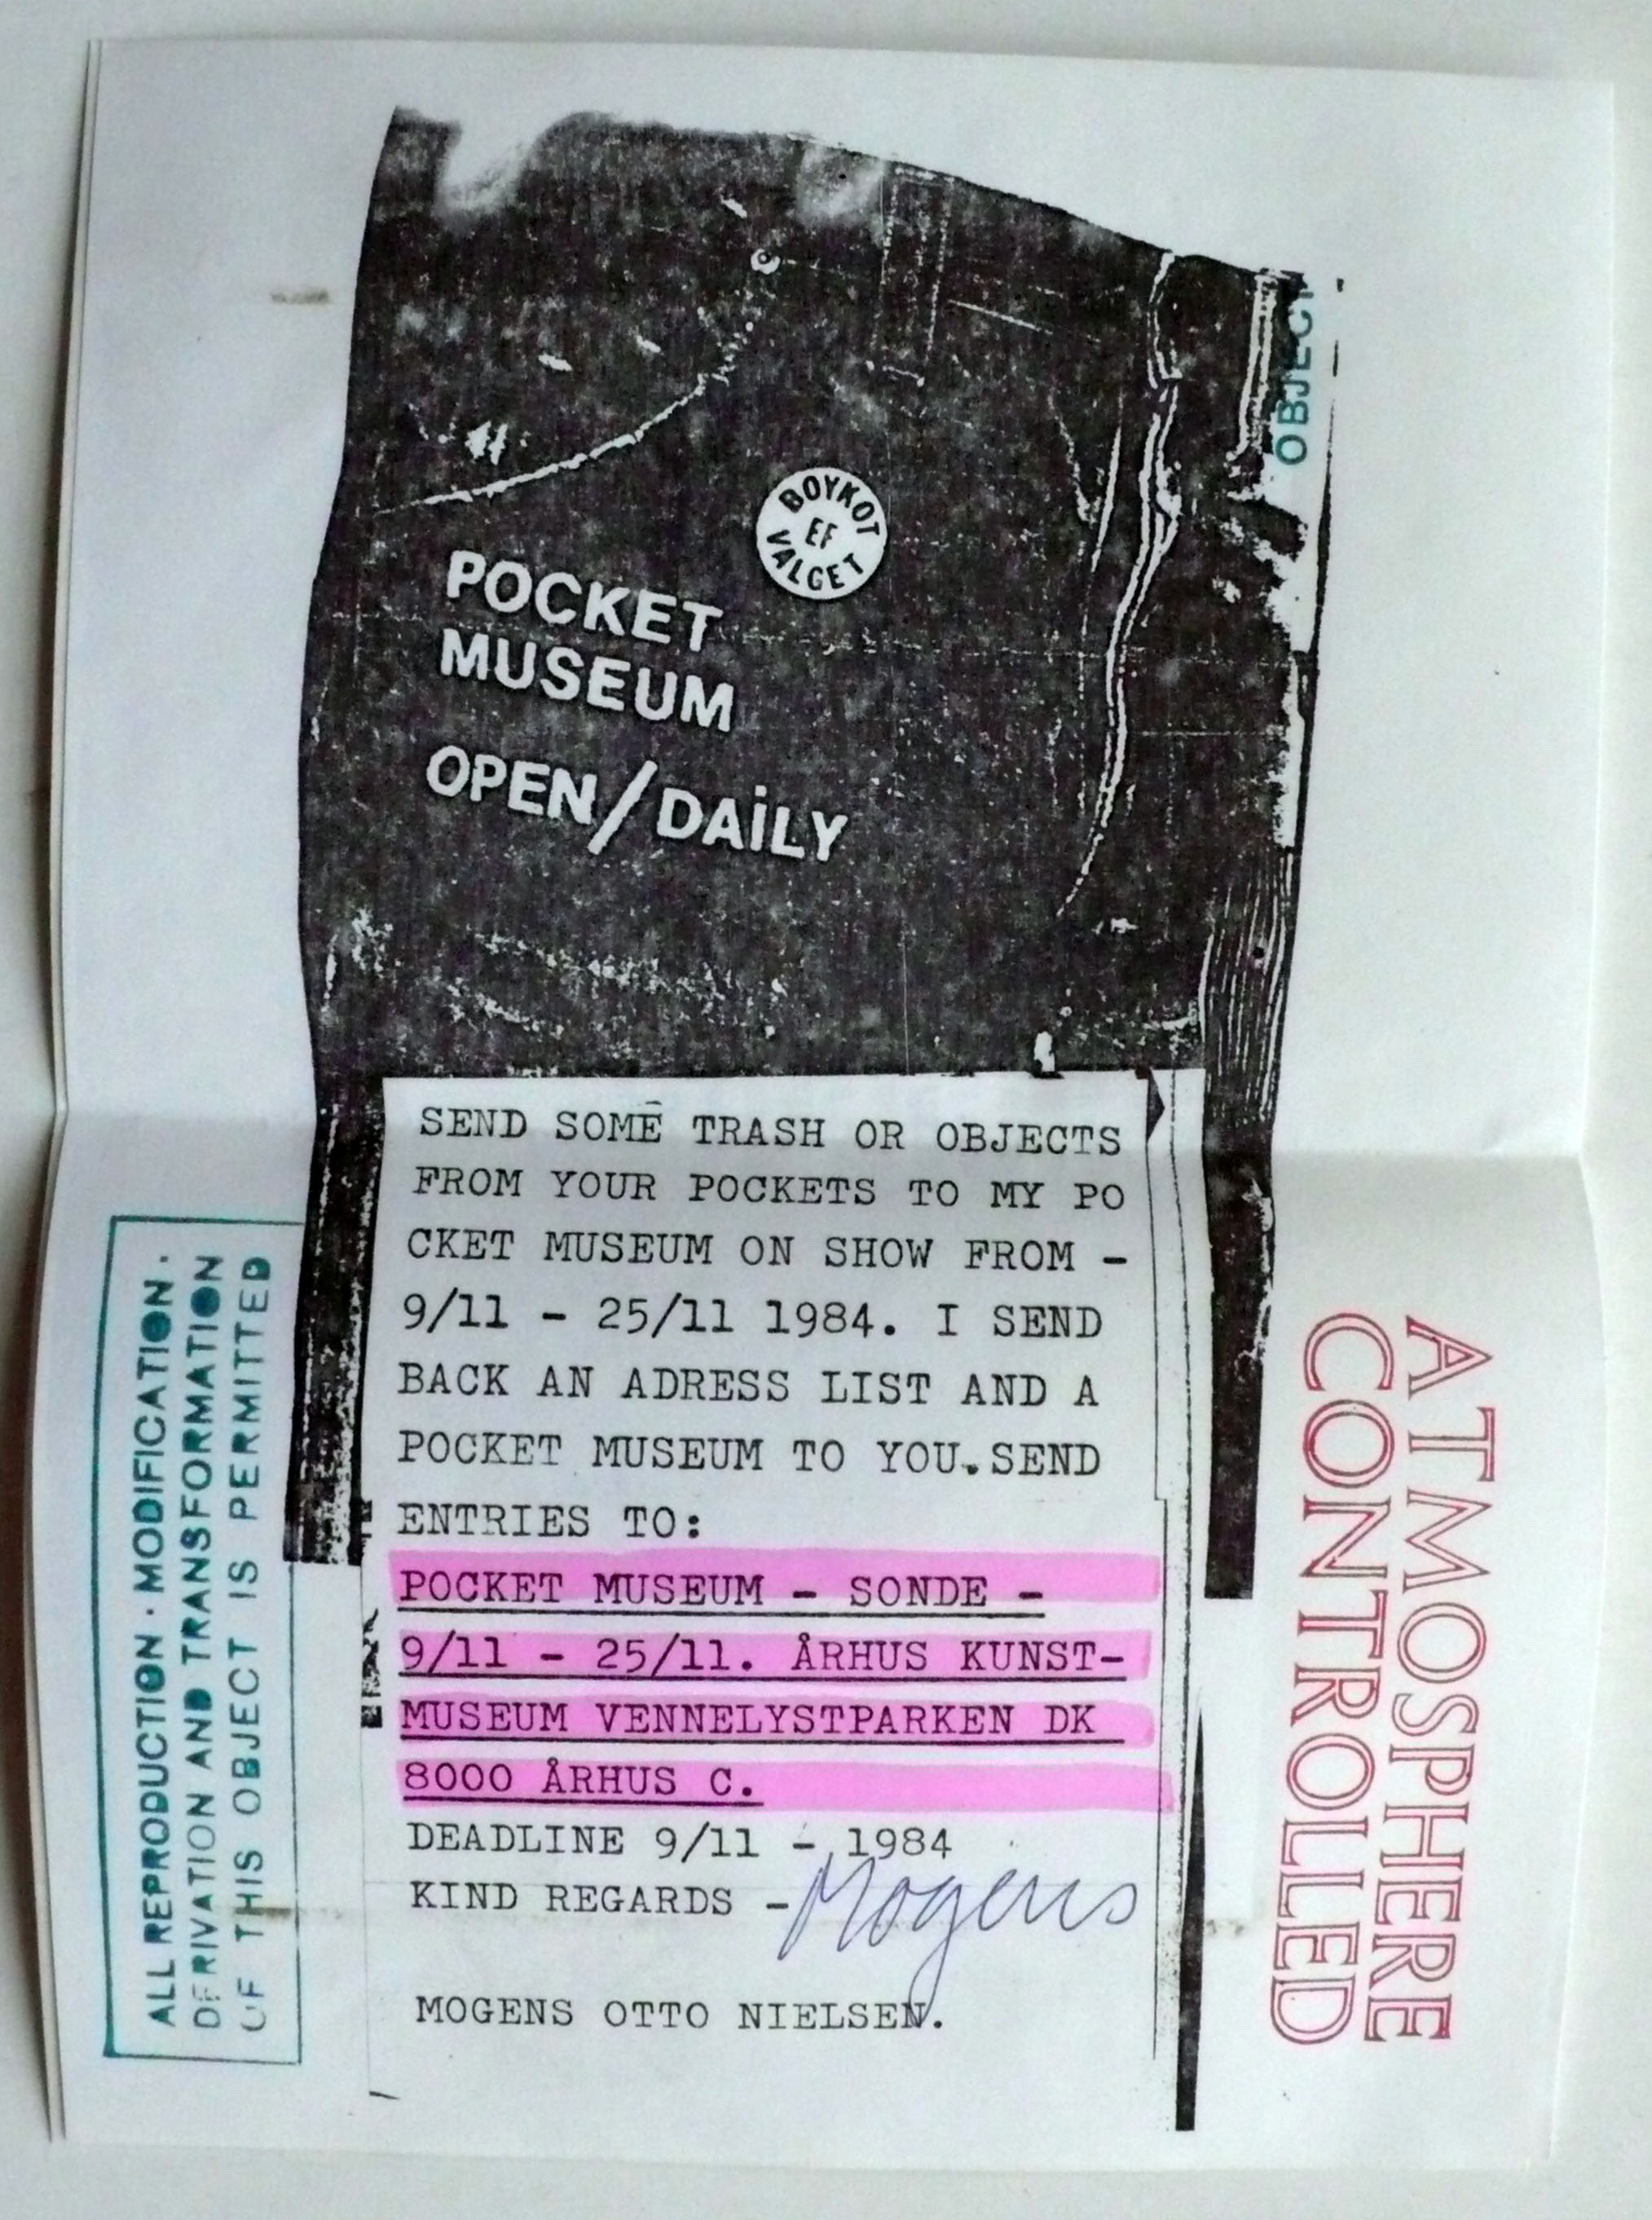 OBJECT
BOYKOT
EF
VALGET
POCKET
MUSEUM
OPEN/DAiLY
SEND SOME TRASH OR OBJECTS
FROM YOUR POCKETS TO MY PO
CKET MUSEUM ON SHOW FROM -
9/11 - 25/11 1984. I SEND
BACK AN ADRESS LIST AND A
POCKET MUSEUM TO YOU.SEND
ENTRIES TO:
POCKET MUSEUM - SONDE -
9/11 - 25/11. ÅRHUS KUNST-
MUSEUM VENNELYSTPARKEN DK
8000 ÅRHUS C.
DEADLINE 9/11 - 1984
KIND REGARDS - Mogens
MOGENS OTTO NIELSEN.
ALL REPRODUCTION · MODIFICATION ·
DERIVATION AND TRANSFORMATION
OF THIS OBJECT IS PERMITTED
ATMOSPHERE
CONTROLLED